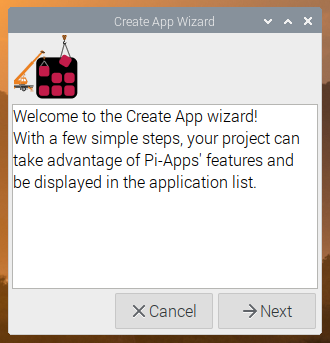 Create App Wizard
Welcome to the Create App wizard!
With a few simple steps, your project can
take advantage of Pi-Apps' features and
be displayed in the application list.
Cancel
Next